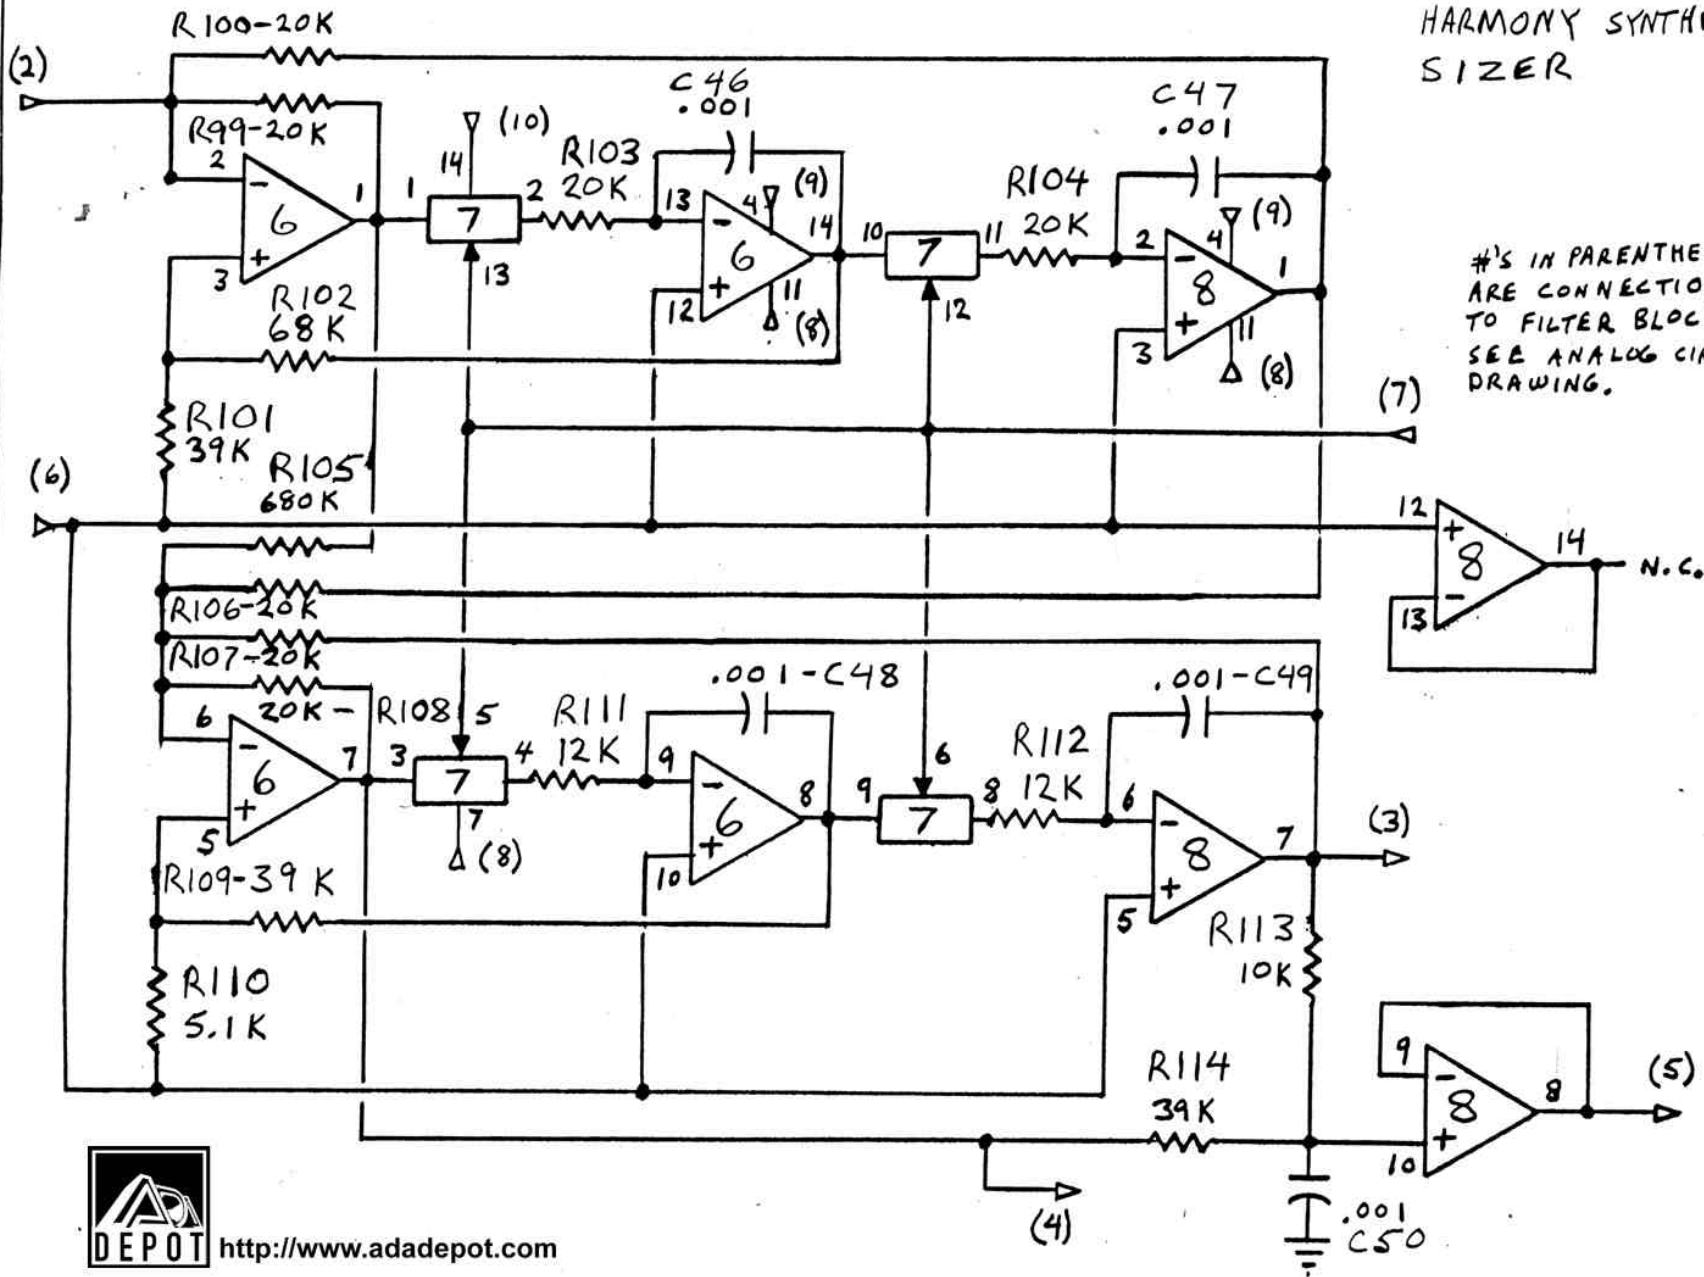 HARMONY SYNTH
SIZER
R100-20K
(2)
R99-20K
2
6
1
3
1
14
(10)
7
2
13
R103
20K
C46
.001
13
4
(9)
6
14
12
11
(8)
10
7
11
12
R104
20K
C47
.001
2
4
(9)
8
1
3
11
(8)
#'S IN PARENTHE
ARE CONNECTIO
TO FILTER BLOC
SEE ANALOG CI
DRAWING.
R102
68K
R101
39K
(7)
(6)
R105
680K
12
8
14
N.C.
13
R106-20K
R107-20K
20K-R108
6
6
7
5
3
5
7
4
7
(8)
R111
12K
.001-C48
9
6
8
10
9
6
7
8
R112
12K
.001-C49
6
8
7
5
(3)
R109-39K
R110
5.1K
R113
10K
R114
39K
9
8
8
10
(5)
(4)
.001
C50
ADA
DEPOT
http://www.adadepot.com